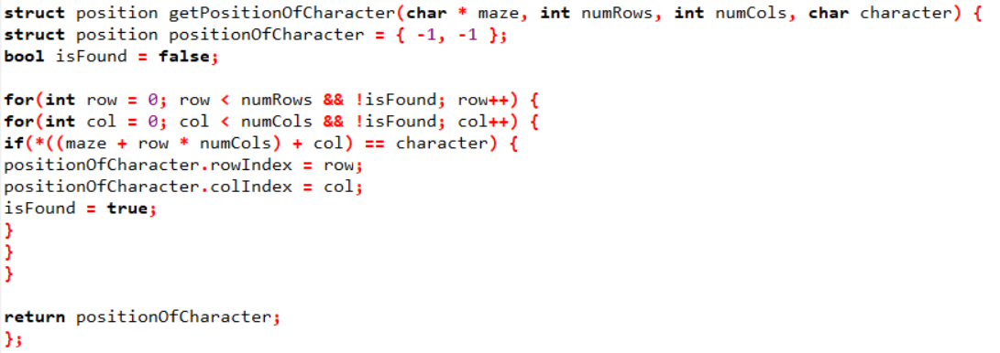 struct position getPositionOfCharacter(char * maze, int numRows, int numCols, char character) {
struct position positionOfCharacter = { -1, -1 };
bool isFound = false;

for(int row = 0; row < numRows && !isFound; row++) {
for(int col = 0; col < numCols && !isFound; col++) {
if(*((maze + row * numCols) + col) == character) {
positionOfCharacter.rowIndex = row;
positionOfCharacter.colIndex = col;
isFound = true;
}
}
}

return positionOfCharacter;
};